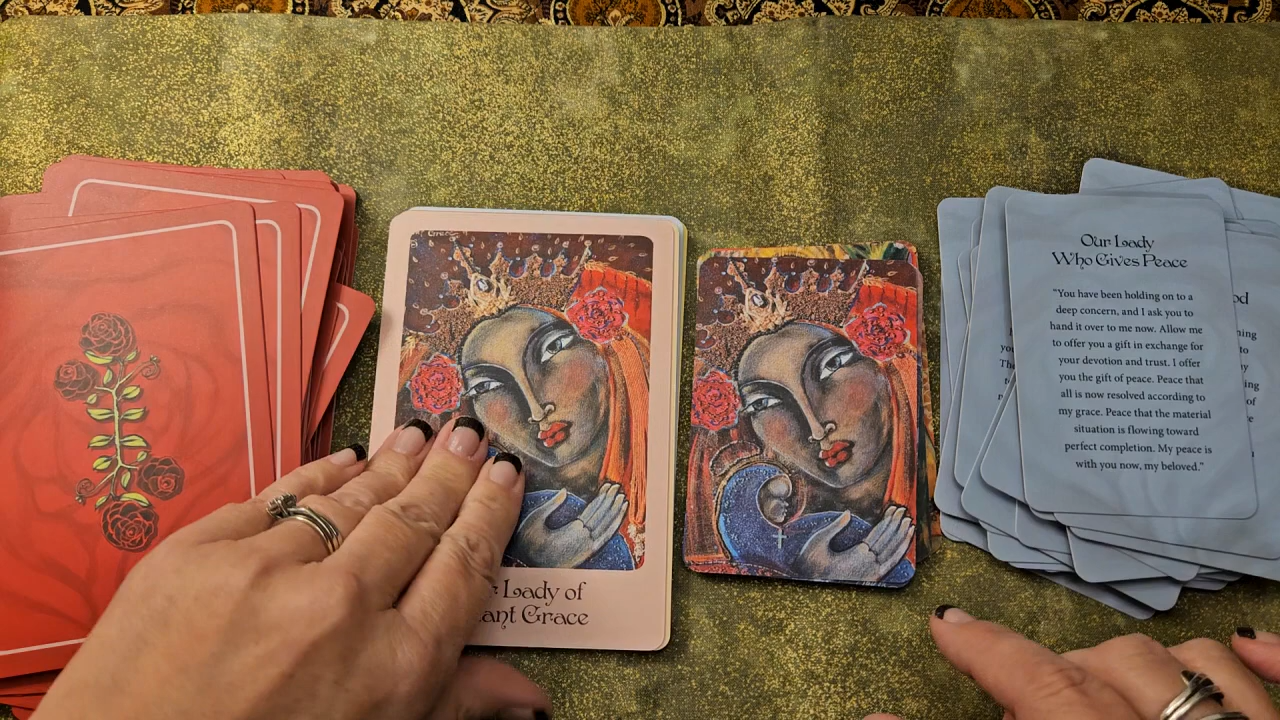 Lady of
Grace
Our Lady
Who Gives Peace
"You have been holding on to a
deep concern, and I ask you to
hand it over to me now. Allow me
to offer you a gift in exchange for
your devotion and trust. I offer
you the gift of peace. Peace that
all is now resolved according to
my grace. Peace that the material
situation is flowing toward
perfect completion. My peace is
with you now, my beloved."